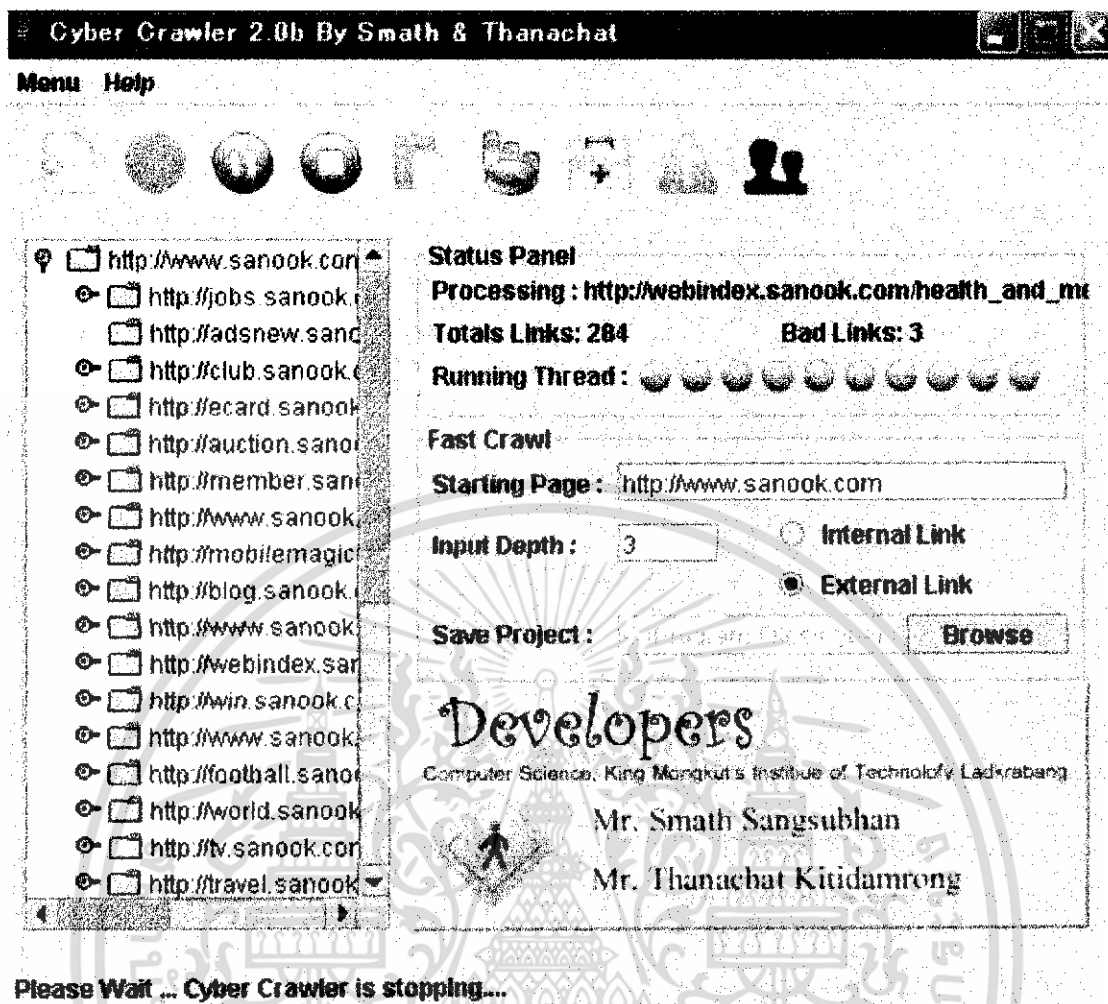 Cyber Crawler 2.0b By Smath & Thanachat
Menu Help
http://www.sanook.con
http://jobs.sanook.
http://adsnew.sanc
http://club.sanook.
http://ecard.sanook
http://auction.sano
http://member.san
http://www.sanook.
http://mobilemagic
http://blog.sanook.
http://www.sanook.
http://webindex.san
http://win.sanook.c
http://www.sanook.
http://football.sano
http://world.sanook
http://tv.sanook.con
http://travel.sanook
Status Panel
Processing : http://webindex.sanook.com/health_and_me
Totals Links: 284 Bad Links: 3
Running Thread :
Fast Crawl
Starting Page : http://www.sanook.com
Input Depth : 3
Internal Link
External Link
Save Project : Browse
Developers
Computer Science, King Mongkut's Institue of Technolofy Ladkrabang
Mr. Smath Sangsubhan
Mr. Thanachat Kitidamrong
Please Wait ... Cyber Crawler is stopping....